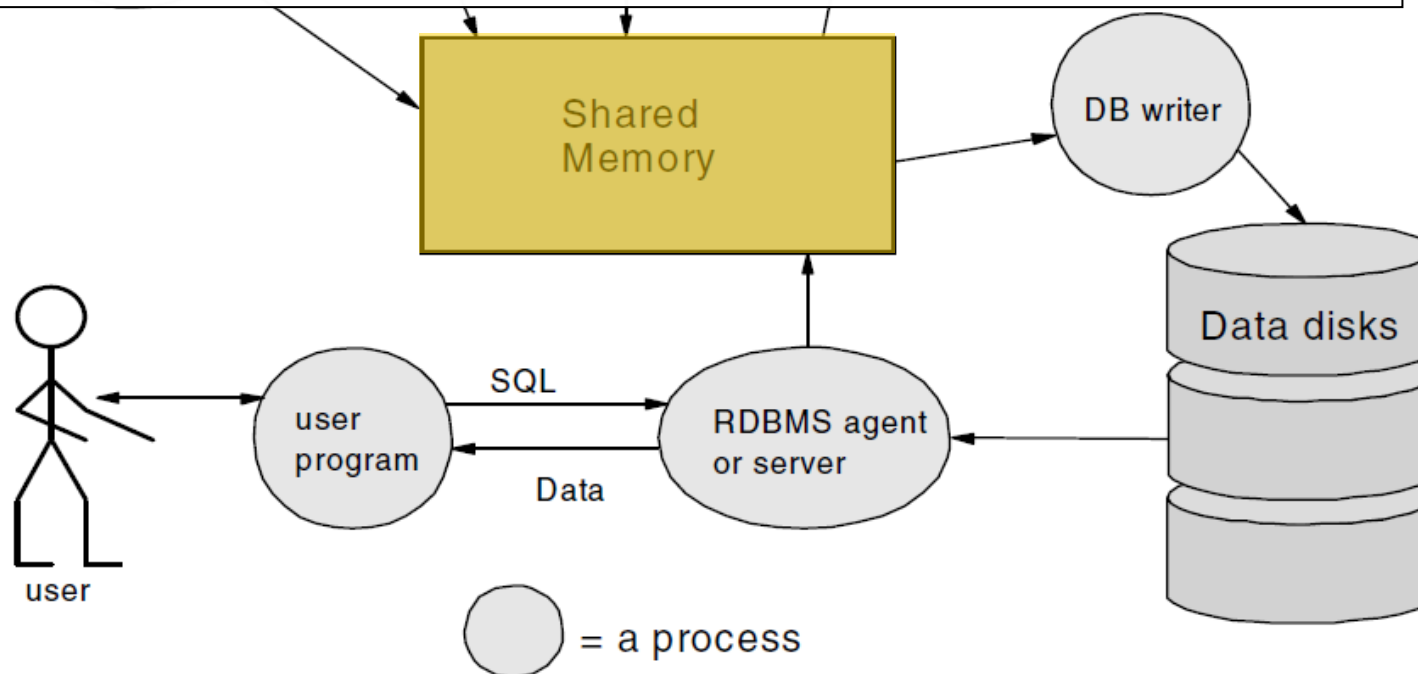 Shared
Memory
DB writer
Data disks
SQL
user
program
RDBMS agent
or server
Data
user
= a process